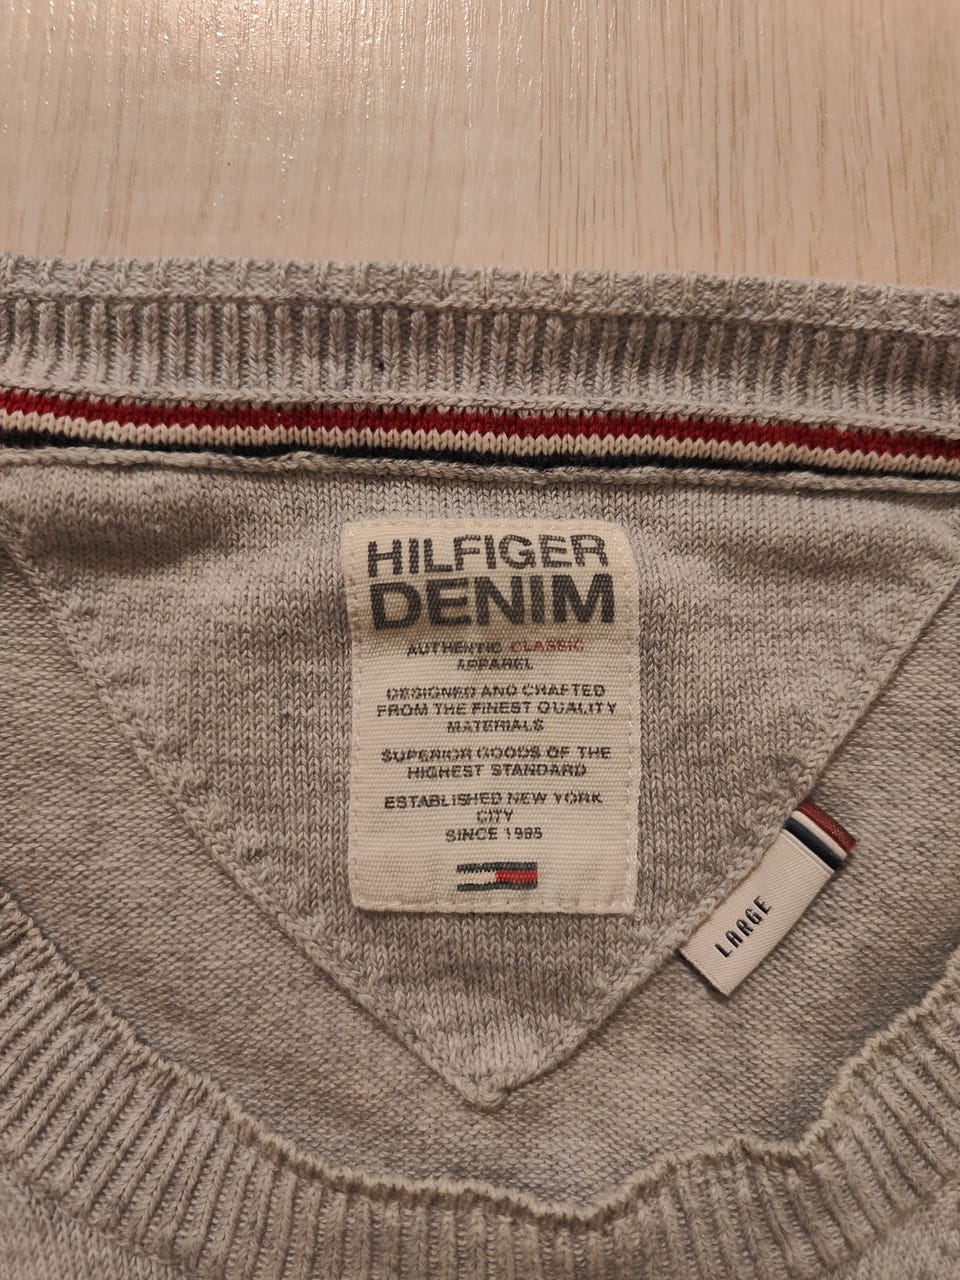 HILFIGER
DENIM
AUTHENTIC CLASSIC
APPAREL
DESIGNED AND CRAFTED
FROM THE FINEST QUALITY
MATERIALS
SUPERIOR GOODS OF THE
HIGHEST STANDARD
ESTABLISHED NEW YORK
CITY
SINCE 1985
LARGE